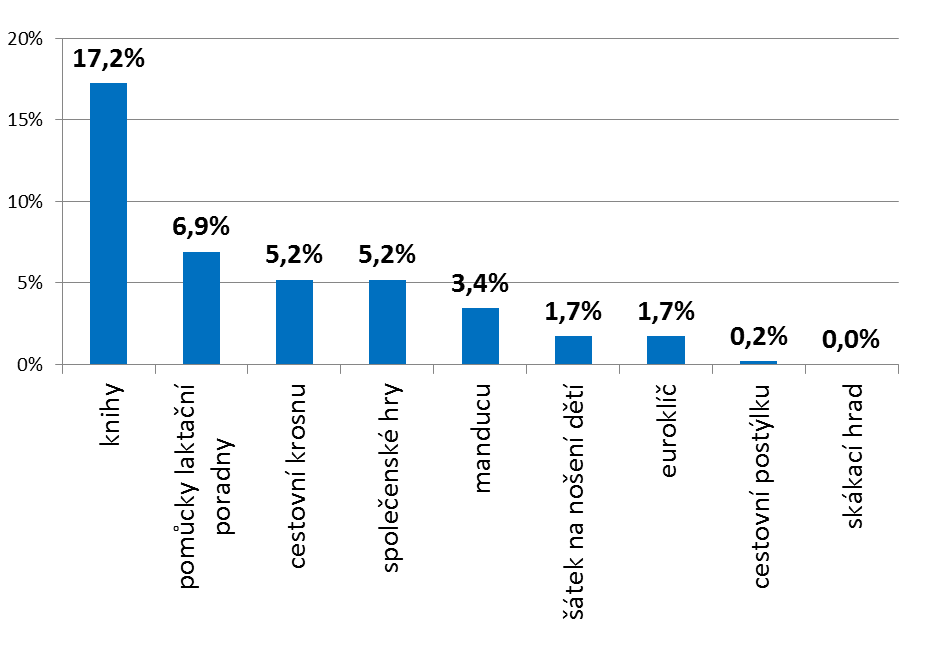 20%
15%
10%
5%
0%
17,2%
6,9%
5,2%
5,2%
3,4%
1,7%
1,7%
0,2%
0,0%
knihy
pomůcky laktační
poradny
cestovní krosnu
společenské hry
manducu
šátek na nošení dětí
euroklíč
cestovní postýlku
skákací hrad